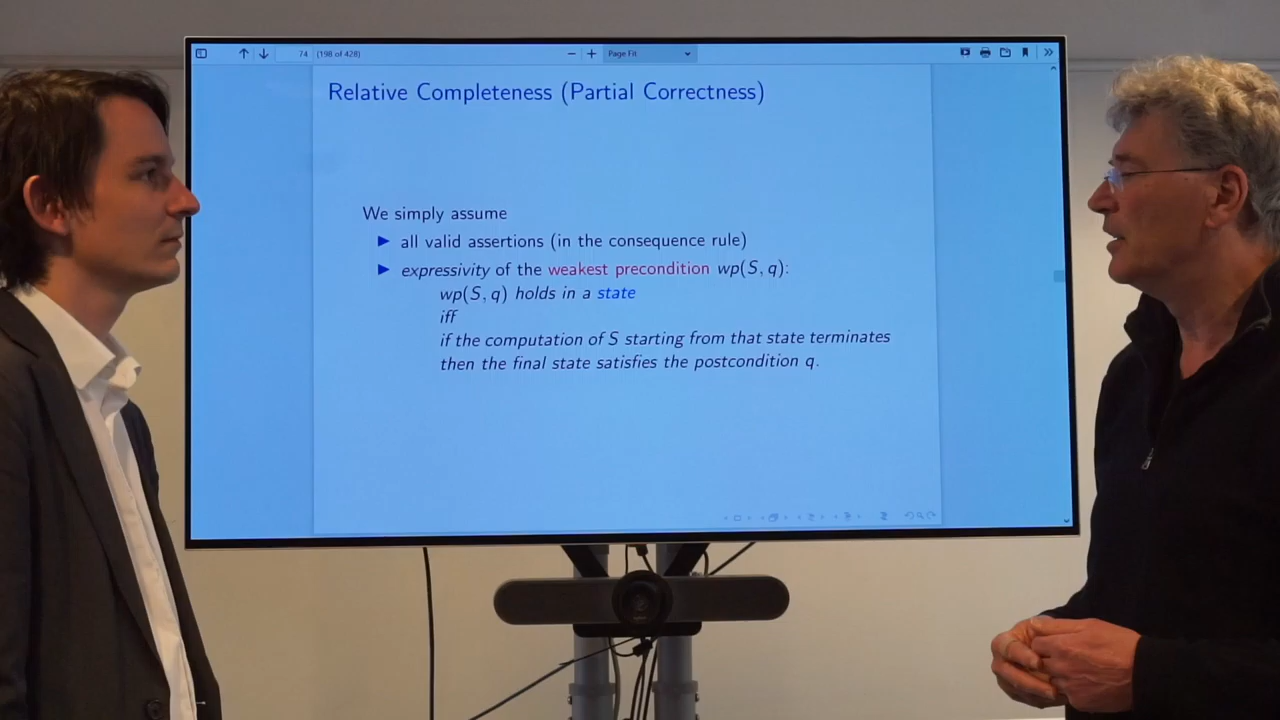 74 (198 of 428)
Page Fit
Relative Completeness (Partial Correctness)
We simply assume
all valid assertions (in the consequence rule)
expressivity of the weakest precondition wp(S, q):
wp(S, q) holds in a state
iff
if the computation of S starting from that state terminates
then the final state satisfies the postcondition q.